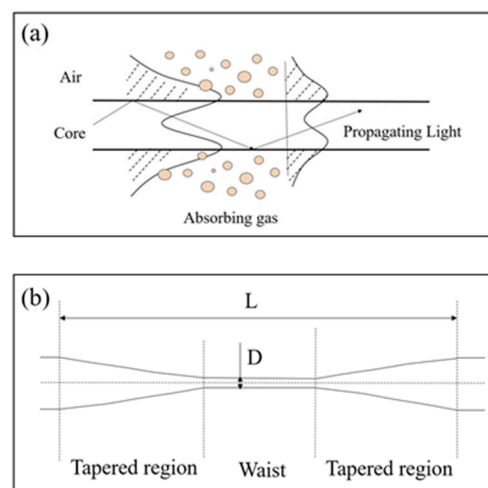 (a)
Air
Core
Propagating Light
Absorbing gas
(b)
L
D
Tapered region
Waist
Tapered region